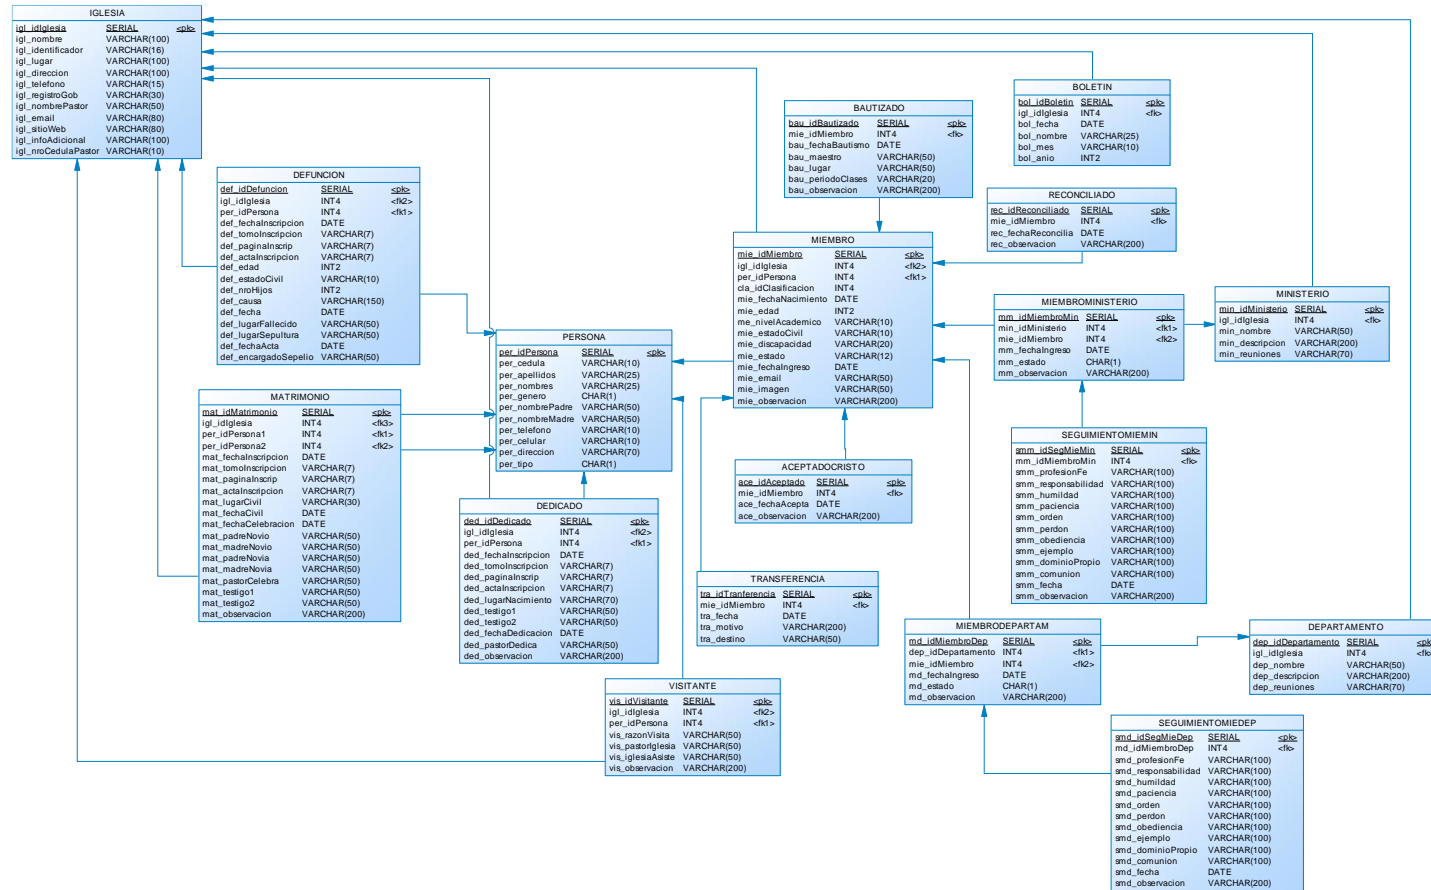 IGLESIA
igl_idIglesia SERIAL <pk>
igl_nombre VARCHAR(100)
igl_identificador VARCHAR(16)
igl_lugar VARCHAR(100)
igl_direccion VARCHAR(100)
igl_telefono VARCHAR(15)
igl_registroGob VARCHAR(30)
igl_nombrePastor VARCHAR(50)
igl_email VARCHAR(80)
igl_sitioWeb VARCHAR(80)
igl_infoAdicional VARCHAR(100)
igl_nroCedulaPastor VARCHAR(10)
BOLETIN
bol_idBoletin SERIAL <pk>
igl_idIglesia INT4 <fk>
bol_fecha DATE
bol_nombre VARCHAR(25)
bol_mes VARCHAR(10)
bol_anio INT2
BAUTIZADO
bau_idBautizado SERIAL <pk>
mie_idMiembro INT4 <fk>
bau_fechaBautismo DATE
bau_maestro VARCHAR(50)
bau_lugar VARCHAR(50)
bau_periodoClases VARCHAR(20)
bau_observacion VARCHAR(200)
DEFUNCION
def_idDefuncion SERIAL <pk>
igl_idIglesia INT4 <fk2>
per_idPersona INT4 <fk1>
def_fechaInscripcion DATE
def_tomoInscripcion VARCHAR(7)
def_paginaInscrip VARCHAR(7)
def_actaInscripcion VARCHAR(7)
def_edad INT2
def_estadoCivil VARCHAR(10)
def_nroHijos INT2
def_causa VARCHAR(150)
def_fecha DATE
def_lugarFallecido VARCHAR(50)
def_lugarSepultura VARCHAR(50)
def_fechaActa DATE
def_encargadoSepelio VARCHAR(50)
RECONCILIADO
rec_idReconciliado SERIAL <pk>
mie_idMiembro INT4 <fk>
rec_fechaReconcilia DATE
rec_observacion VARCHAR(200)
MIEMBRO
mie_idMiembro SERIAL <pk>
igl_idIglesia INT4 <fk2>
per_idPersona INT4 <fk1>
cla_idClasificacion INT4
mie_fechaNacimiento DATE
mie_edad INT2
me_nivelAcademico VARCHAR(10)
mie_estadoCivil VARCHAR(10)
mie_discapacidad VARCHAR(20)
mie_estado VARCHAR(12)
mie_fechaIngreso DATE
mie_email VARCHAR(50)
mie_imagen VARCHAR(50)
mie_observacion VARCHAR(200)
MIEMBROMINISTERIO
mm_idMiembroMin SERIAL <pk>
min_idMinisterio INT4 <fk1>
mie_idMiembro INT4 <fk2>
mm_fechaIngreso DATE
mm_estado CHAR(1)
mm_observacion VARCHAR(200)
MINISTERIO
min_idMinisterio SERIAL <pk>
igl_idIglesia INT4 <fk>
min_nombre VARCHAR(50)
min_descripcion VARCHAR(200)
min_reuniones VARCHAR(70)
PERSONA
per_idPersona SERIAL <pk>
per_cedula VARCHAR(10)
per_apellidos VARCHAR(25)
per_nombres VARCHAR(25)
per_genero CHAR(1)
per_nombrePadre VARCHAR(50)
per_nombreMadre VARCHAR(50)
per_telefono VARCHAR(10)
per_celular VARCHAR(10)
per_direccion VARCHAR(70)
per_tipo CHAR(1)
MATRIMONIO
mat_idMatrimonio SERIAL <pk>
igl_idIglesia INT4 <fk3>
per_idPersona1 INT4 <fk1>
per_idPersona2 INT4 <fk2>
mat_fechaInscripcion DATE
mat_tomoInscripcion VARCHAR(7)
mat_paginaInscrip VARCHAR(7)
mat_actaInscripcion VARCHAR(7)
mat_lugarCivil VARCHAR(30)
mat_fechaCivil DATE
mat_fechaCelebracion DATE
mat_padreNovio VARCHAR(50)
mat_madreNovio VARCHAR(50)
mat_padreNovia VARCHAR(50)
mat_madreNovia VARCHAR(50)
mat_pastorCelebra VARCHAR(50)
mat_testigo1 VARCHAR(50)
mat_testigo2 VARCHAR(50)
mat_observacion VARCHAR(200)
SEGUIMIENTOMIEMIN
smm_idSegMieMin SERIAL <pk>
mm_idMiembroMin INT4 <fk>
smm_profesionFe VARCHAR(100)
smm_responsabilidad VARCHAR(100)
smm_humildad VARCHAR(100)
smm_paciencia VARCHAR(100)
smm_orden VARCHAR(100)
smm_perdon VARCHAR(100)
smm_obediencia VARCHAR(100)
smm_ejemplo VARCHAR(100)
smm_dominioPropio VARCHAR(100)
smm_comunion VARCHAR(100)
smm_fecha DATE
smm_observacion VARCHAR(200)
ACEPTADOCRISTO
ace_idAceptado SERIAL <pk>
mie_idMiembro INT4 <fk>
ace_fechaAcepta DATE
ace_observacion VARCHAR(200)
DEDICADO
ded_idDedicado SERIAL <pk>
igl_idIglesia INT4 <fk2>
per_idPersona INT4 <fk1>
ded_fechaInscripcion DATE
ded_tomoInscripcion VARCHAR(7)
ded_paginaInscrip VARCHAR(7)
ded_actaInscripcion VARCHAR(7)
ded_lugarNacimiento VARCHAR(70)
ded_testigo1 VARCHAR(50)
ded_testigo2 VARCHAR(50)
ded_fechaDedicacion DATE
ded_pastorDedica VARCHAR(50)
ded_observacion VARCHAR(200)
TRANSFERENCIA
tra_idTranferencia SERIAL <pk>
mie_idMiembro INT4 <fk>
tra_fecha DATE
tra_motivo VARCHAR(200)
tra_destino VARCHAR(50)
MIEMBRODEPARTAM
md_idMiembroDep SERIAL <pk>
dep_idDepartamento INT4 <fk1>
mie_idMiembro INT4 <fk2>
md_fechaIngreso DATE
md_estado CHAR(1)
md_observacion VARCHAR(200)
DEPARTAMENTO
dep_idDepartamento SERIAL <pk
igl_idIglesia INT4 <fk>
dep_nombre VARCHAR(50)
dep_descripcion VARCHAR(200)
dep_reuniones VARCHAR(70)
VISITANTE
vis_idVisitante SERIAL <pk>
igl_idIglesia INT4 <fk2>
per_idPersona INT4 <fk1>
vis_razonVisita VARCHAR(50)
vis_pastorIglesia VARCHAR(50)
vis_iglesiaAsiste VARCHAR(50)
vis_observacion VARCHAR(200)
SEGUIMIENTOMIEDEP
smd_idSegMieDep SERIAL <pk>
md_idMiembroDep INT4 <fk>
smd_profesionFe VARCHAR(100)
smd_responsabilidad VARCHAR(100)
smd_humildad VARCHAR(100)
smd_paciencia VARCHAR(100)
smd_orden VARCHAR(100)
smd_perdon VARCHAR(100)
smd_obediencia VARCHAR(100)
smd_ejemplo VARCHAR(100)
smd_dominioPropio VARCHAR(100)
smd_comunion VARCHAR(100)
smd_fecha DATE
smd_observacion VARCHAR(200)